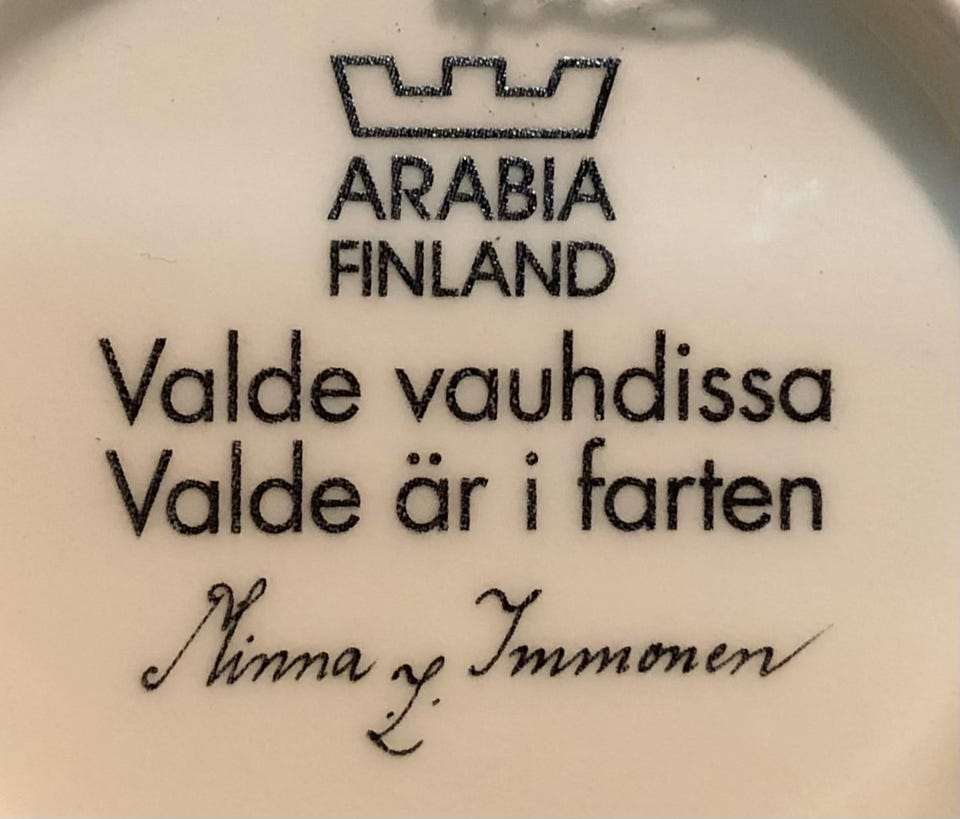 ARABIA
FINLAND
Valde vauhdissa
Valde är i farten
Minna L. Immonen